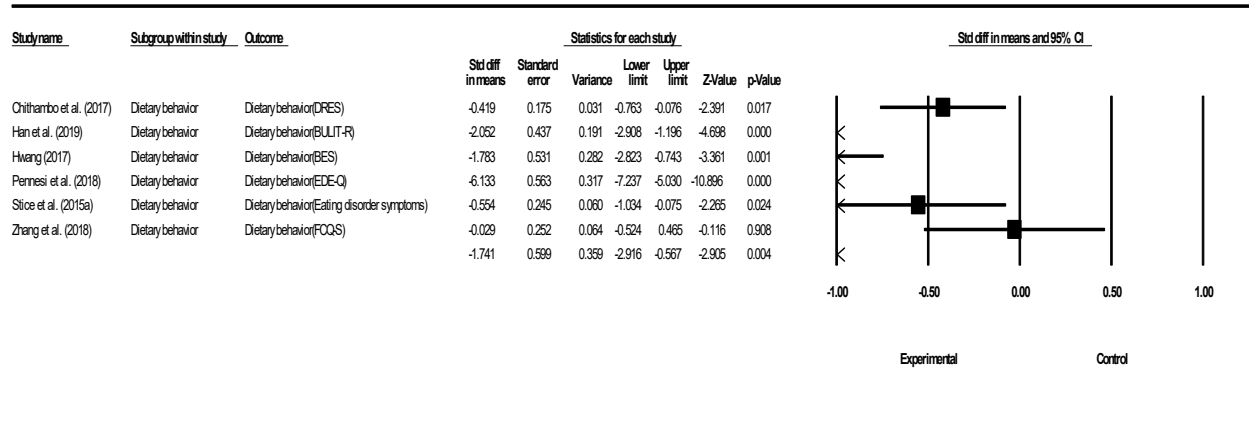 Study name Subgroup within study Outcome Statistics for each study Std diff in means and 95% CI
Std diff in means Standard error Variance Lower limit Upper limit Z-Value p-Value
Chithambo et al. (2017) Dietary behavior Dietary behavior(DRES) -0.419 0.175 0.031 -0.763 -0.076 -2.391 0.017
Han et al. (2019) Dietary behavior Dietary behavior(BULIT-R) -2.052 0.437 0.191 -2.908 -1.196 -4.698 0.000
Hwang (2017) Dietary behavior Dietary behavior(BES) -1.783 0.531 0.282 -2.823 -0.743 -3.361 0.001
Pennesi et al. (2018) Dietary behavior Dietary behavior(EDE-Q) -6.133 0.563 0.317 -7.237 -5.030 -10.896 0.000
Stice et al. (2015a) Dietary behavior Dietary behavior(Eating disorder symptoms) -0.554 0.245 0.060 -1.034 -0.075 -2.265 0.024
Zhang et al. (2018) Dietary behavior Dietary behavior(FCQ-S) -0.029 0.252 0.064 -0.524 0.465 -0.116 0.908
-1.741 0.599 0.359 -2.916 -0.567 -2.905 0.004
-1.00 -0.50 0.00 0.50 1.00
Experimental Control